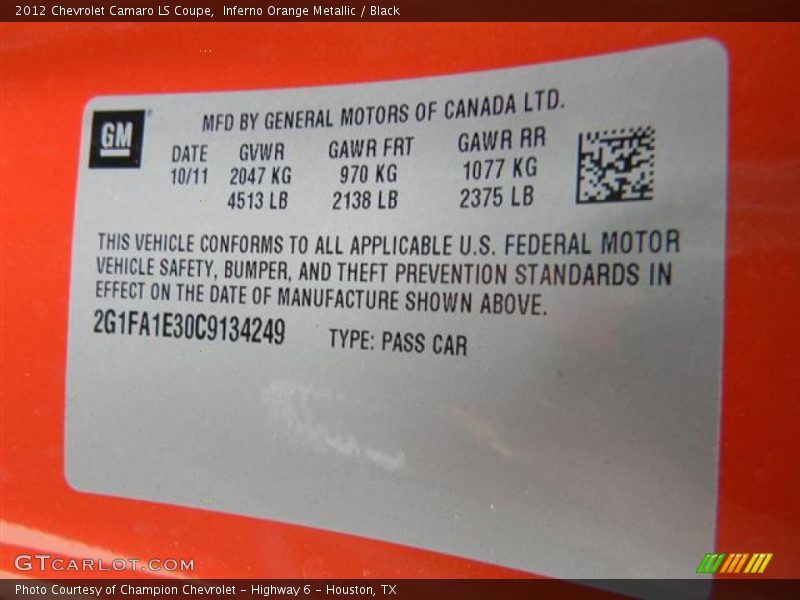 2012 Chevrolet Camaro LS Coupe,  Inferno Orange Metallic / Black
GM
MFD BY GENERAL MOTORS OF CANADA LTD.
DATE GVWR GAWR FRT GAWR RR
10/11 2047 KG 970 KG 1077 KG
4513 LB 2138 LB 2375 LB
THIS VEHICLE CONFORMS TO ALL APPLICABLE U.S. FEDERAL MOTOR
VEHICLE SAFETY, BUMPER, AND THEFT PREVENTION STANDARDS IN
EFFECT ON THE DATE OF MANUFACTURE SHOWN ABOVE.
2G1FA1E30C9134249 TYPE: PASS CAR
GTCARLOT.COM
Photo Courtesy of Champion Chevrolet - Highway 6 - Houston, TX